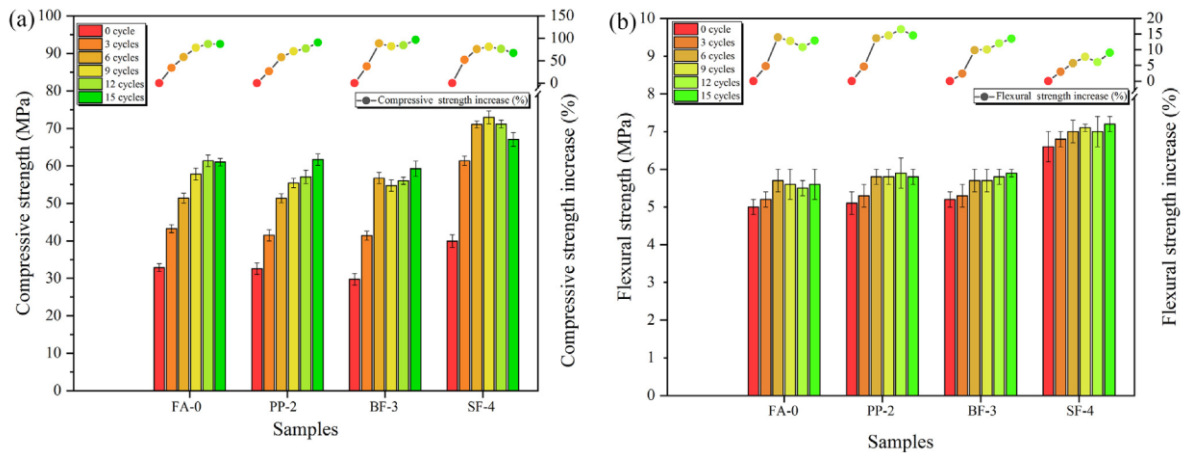 (a)
100
90
80
70
60
50
40
30
20
10
0
Compressive strength (MPa)
0 cycle
3 cycles
6 cycles
9 cycles
12 cycles
15 cycles
Compressive strength increase (%)
150
100
50
0
Compressive strength increase (%)
FA-0 PP-2 BF-3 SF-4
Samples
(b)
10
9
8
7
6
5
4
3
2
1
0
Flexural strength (MPa)
0 cycle
3 cycles
6 cycles
9 cycles
12 cycles
15 cycles
Flexural strength increase (%)
20
15
10
5
0
Flexural strength increase (%)
FA-0 PP-2 BF-3 SF-4
Samples